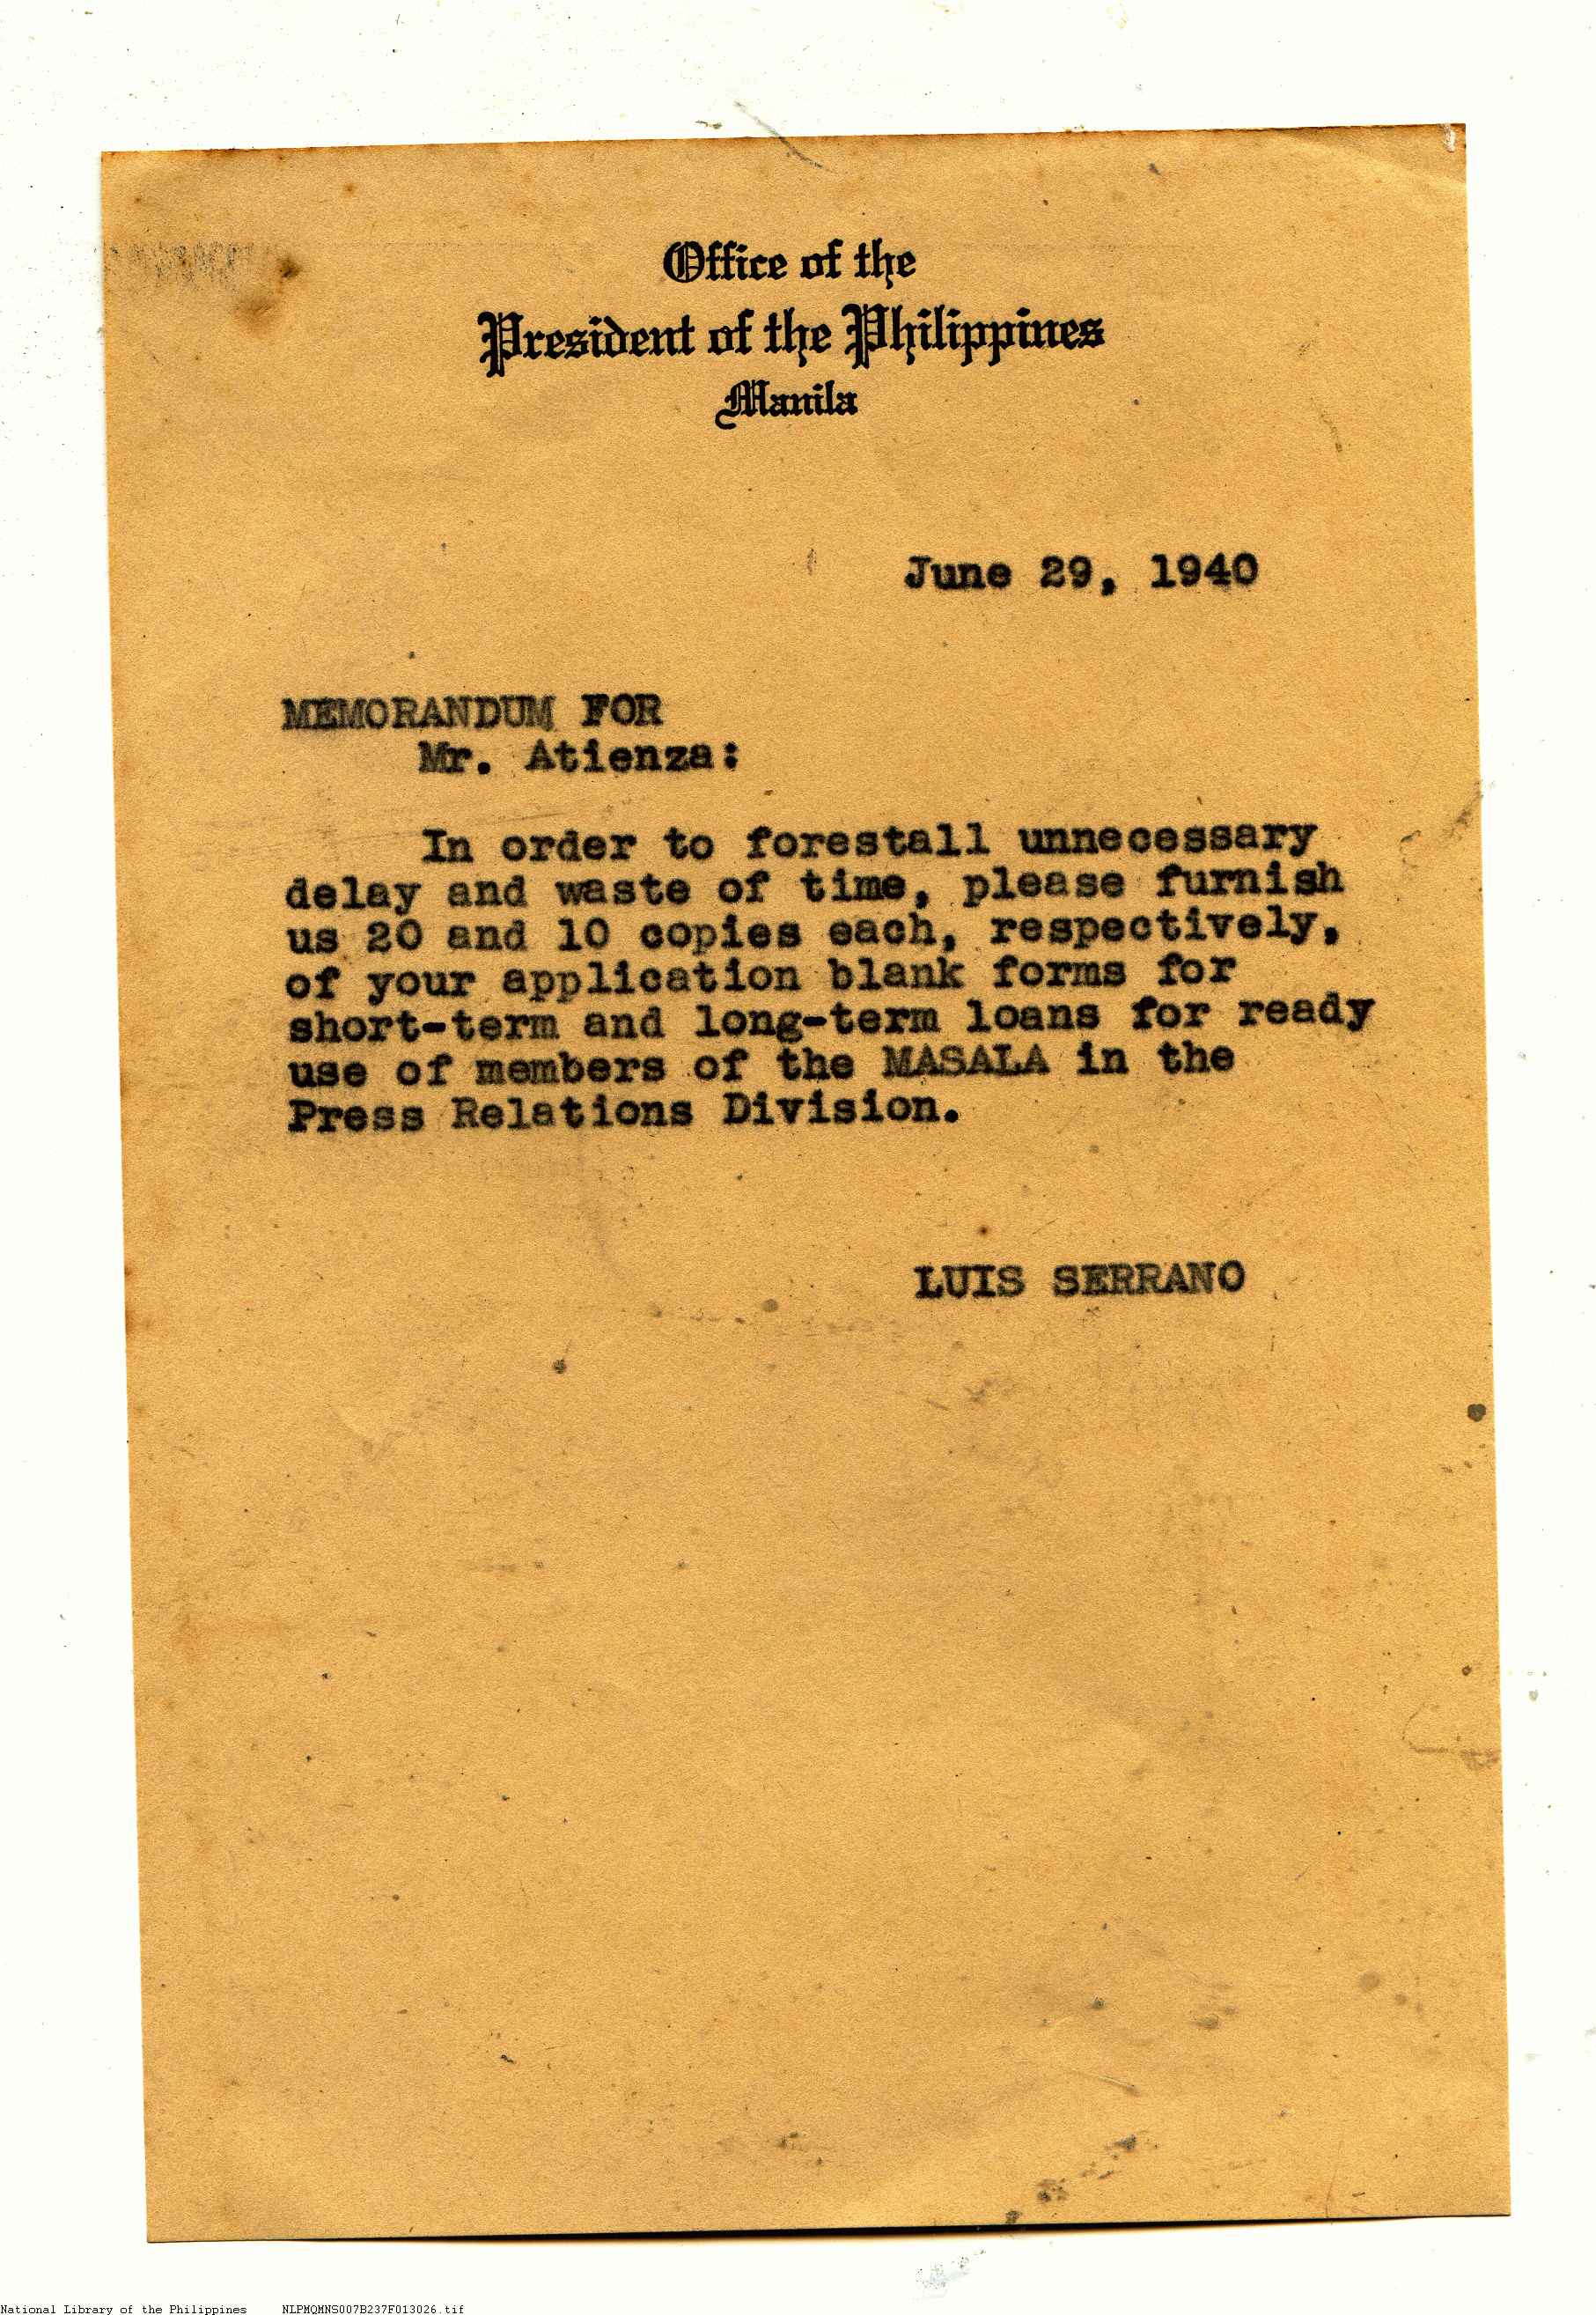 Office of the
President of the Philippines
Manila
June 29, 1940
MEMORANDUM FOR
Mr. Atienza:
In order to forestall unnecessary
delay and waste of time, please furnish
us 20 and 10 copies each, respectively,
of your application blank forms for
short-term and long-term loans for ready
use of members of the MASALA in the
Press Relations Division.
LUIS SERRANO
National Library of the Philippines NLPMQMNS007B237F013026.tif